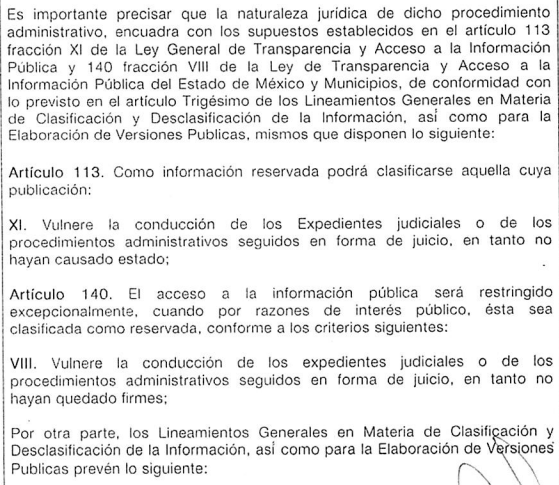 Es importante precisar que la naturaleza jurídica de dicho procedimiento
administrativo, encuadra con los supuestos establecidos en el artículo 113
fracción XI de la Ley General de Transparencia y Acceso a la Información
Pública y 140 fracción VIII de la Ley de Transparencia y Acceso a la
Información Pública del Estado de México y Municipios, de conformidad con
lo previsto en el artículo Trigésimo de los Lineamientos Generales en Materia
de Clasificación y Desclasificación de la Información, así como para la
Elaboración de Versiones Publicas, mismos que disponen lo siguiente:
Artículo 113. Como información reservada podrá clasificarse aquella cuya
publicación:
XI. Vulnere la conducción de los Expedientes judiciales o de los
procedimientos administrativos seguidos en forma de juicio, en tanto no
hayan causado estado;
Artículo 140. El acceso a la información pública será restringido
excepcionalmente, cuando por razones de interés público, ésta sea
clasificada como reservada, conforme a los criterios siguientes:
VIII. Vulnere la conducción de los expedientes judiciales o de los
procedimientos administrativos seguidos en forma de juicio, en tanto no
hayan quedado firmes;
Por otra parte, los Lineamientos Generales en Materia de Clasificación y
Desclasificación de la Información, así como para la Elaboración de Versiones
Publicas prevén lo siguiente: